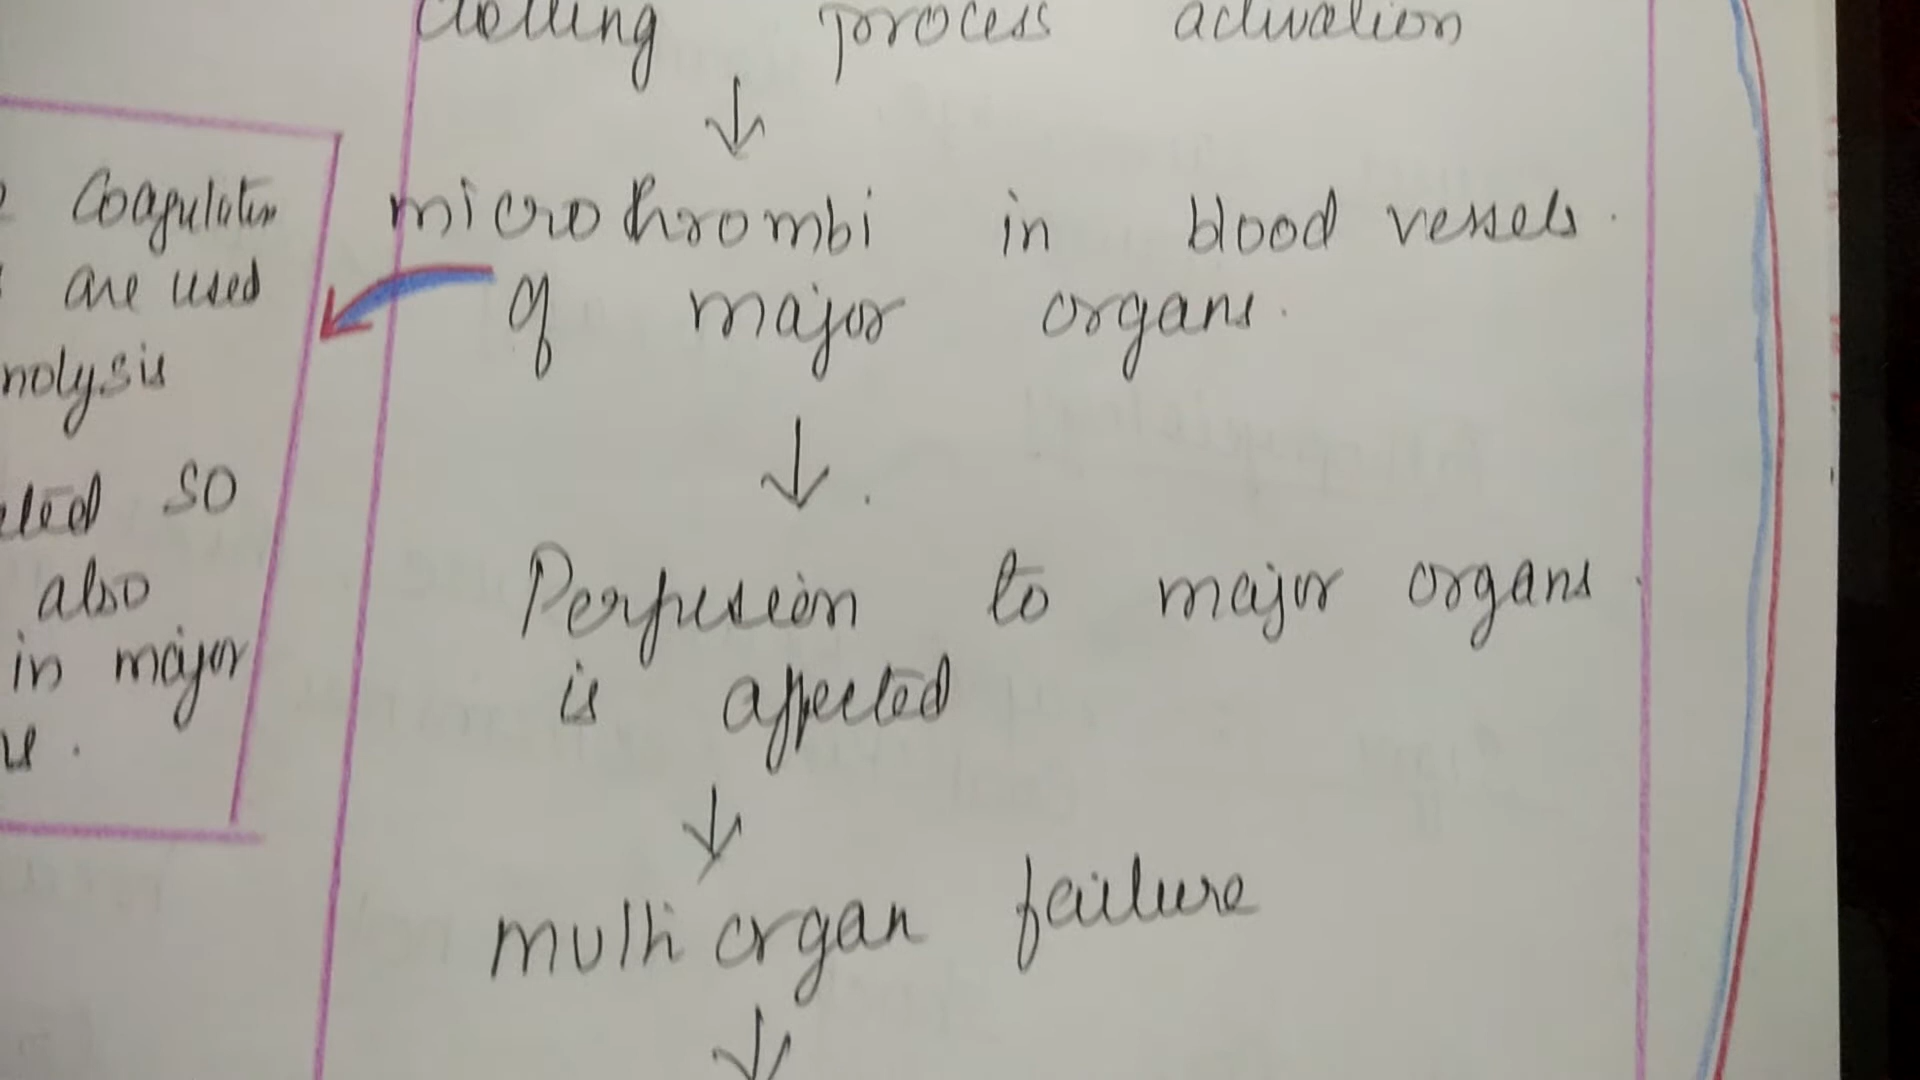 clotting process activation
↓
microthrombi in blood vessels.
of major organs.
↓
Perfusion to major organs
is affected
↓
multi organ failure
↓
Coagulation
are used
nolysis
so
also
in major